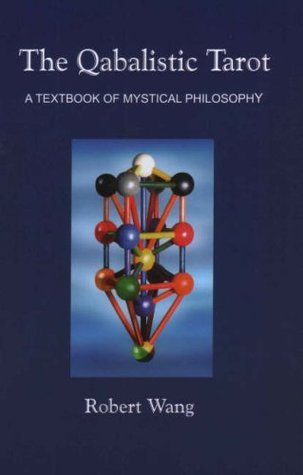 The Qabalistic Tarot
A TEXTBOOK OF MYSTICAL PHILOSOPHY
Robert Wang